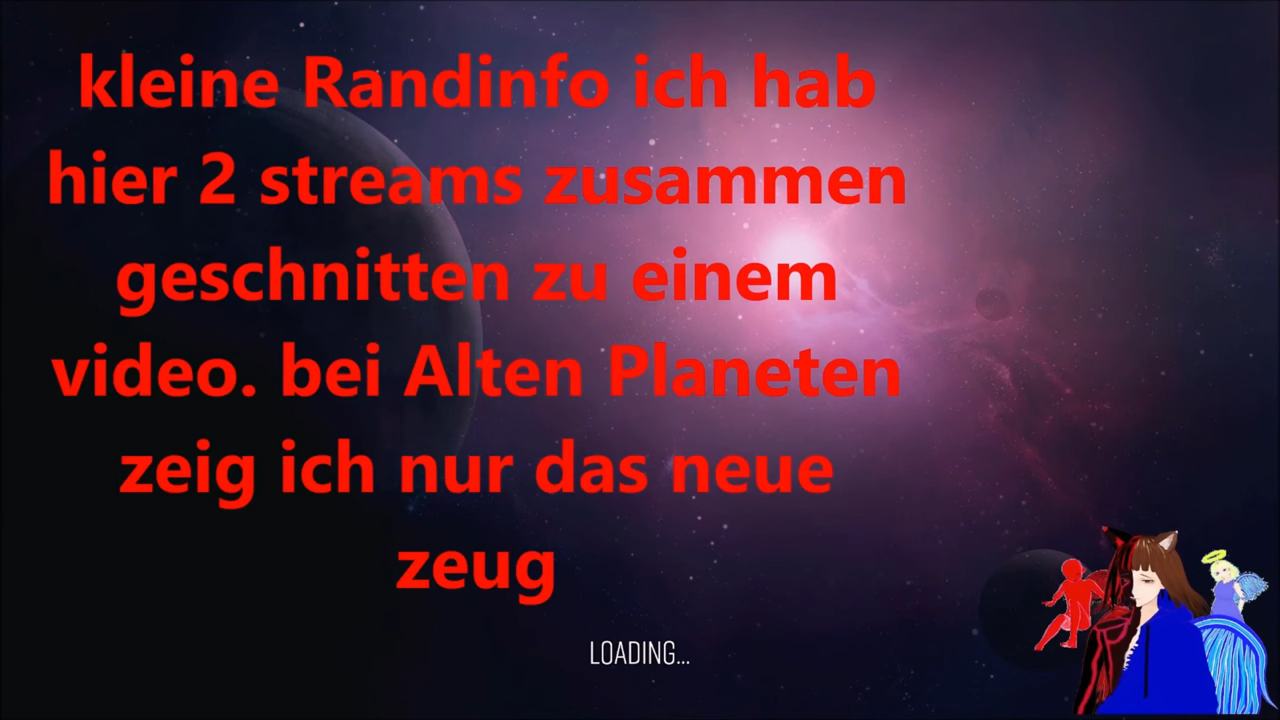 kleine Randinfo ich hab
hier 2 streams zusammen
geschnitten zu einem
video. bei Alten Planeten
zeig ich nur das neue
zeug
LOADING...